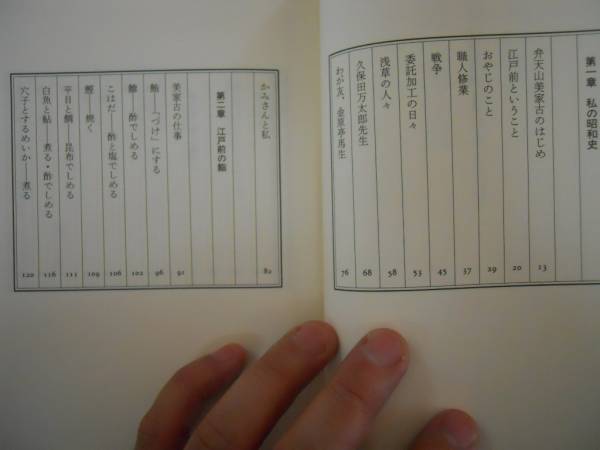 第一章　私の昭和史
弁天山美家古のはじめ 13
江戸前ということ 20
おやじのこと 29
職人修業 37
戦争 45
委託加工の日々 53
浅草の人々 58
久保田万太郎先生 68
わが友、金原亭馬生 76
かみさんと私 82
第二章　江戸前の鮨
美家古の仕事 91
鮪——「づけ」にする 96
鯵——酢でしめる 102
こはだ——酢と塩でしめる 106
鰹——焼く 109
平目と鯛——昆布でしめる 111
白魚と鮎——煮る・酢でしめる 116
穴子とするめいか——煮る 120